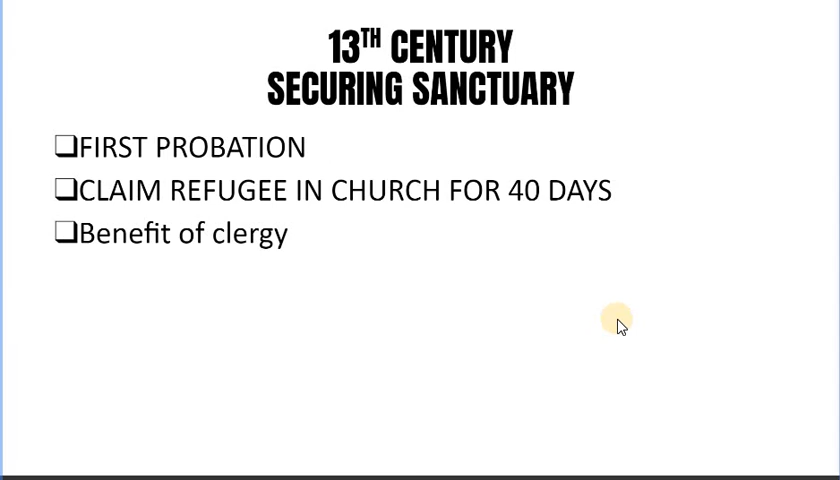 13TH CENTURY
SECURING SANCTUARY
❑FIRST PROBATION
❑CLAIM REFUGEE IN CHURCH FOR 40 DAYS
❑Benefit of clergy